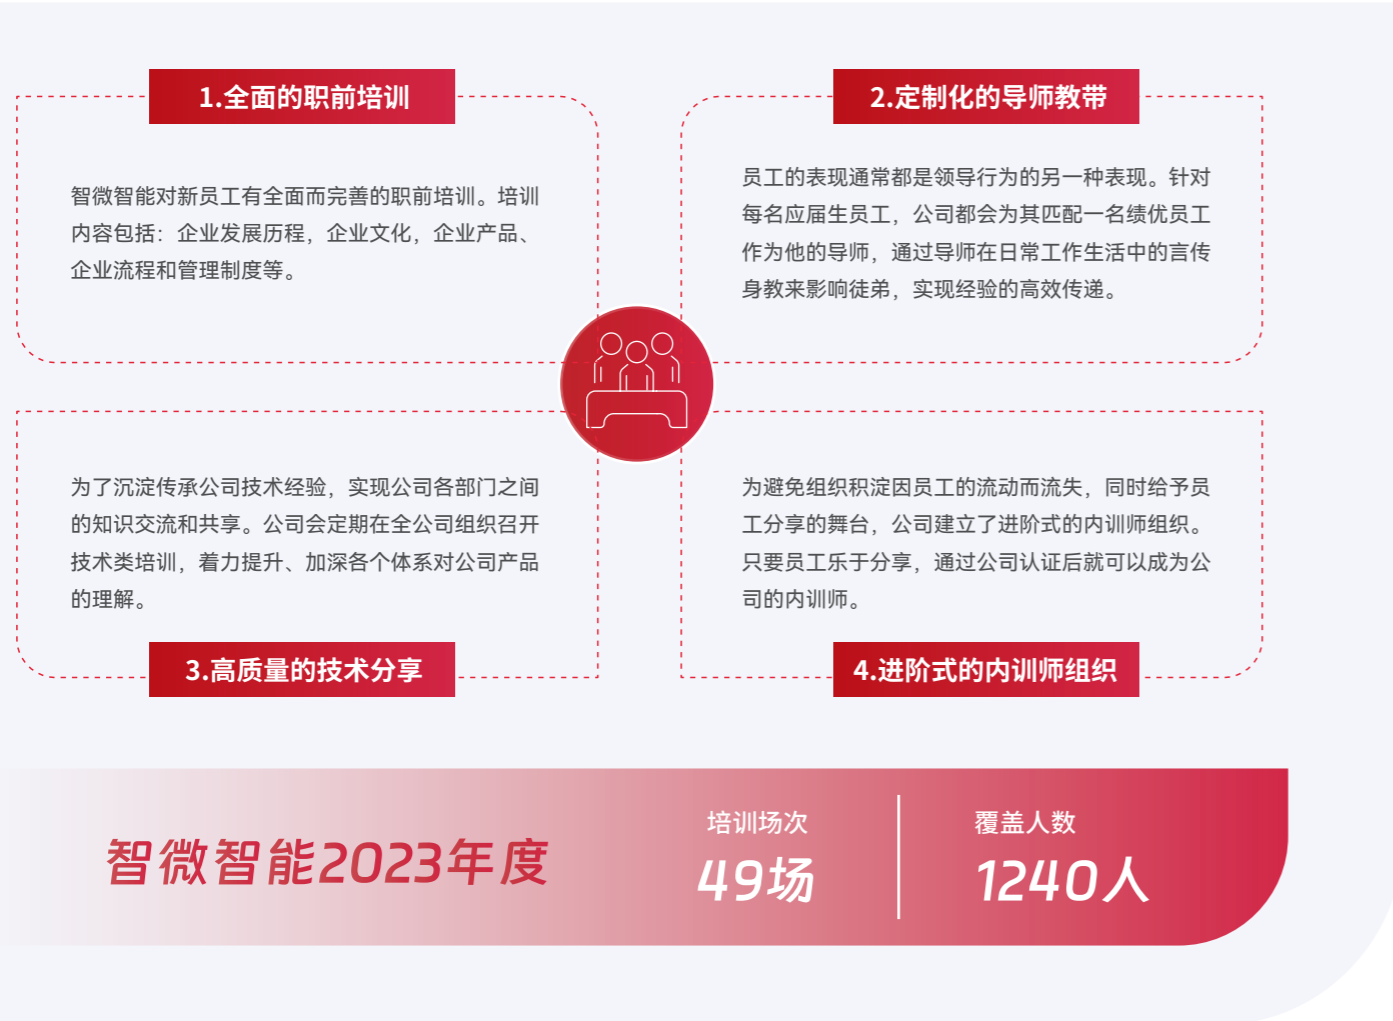 1.全面的职前培训
智微智能对新员工有全面而完善的职前培训。培训
内容包括：企业发展历程，企业文化，企业产品、
企业流程和管理制度等。
2.定制化的导师教带
员工的表现通常都是领导行为的另一种表现。针对
每名应届生员工，公司都会为其匹配一名绩优员工
作为他的导师，通过导师在日常工作生活中的言传
身教来影响徒弟，实现经验的高效传递。
为了沉淀传承公司技术经验，实现公司各部门之间
的知识交流和共享。公司会定期在全公司组织召开
技术类培训，着力提升、加深各个体系对公司产品
的理解。
3.高质量的技术分享
为避免组织积淀因员工的流动而流失，同时给予员
工分享的舞台，公司建立了进阶式的内训师组织。
只要员工乐于分享，通过公司认证后就可以成为公
司的内训师。
4.进阶式的内训师组织
智微智能2023年度
培训场次
49场
覆盖人数
1240人